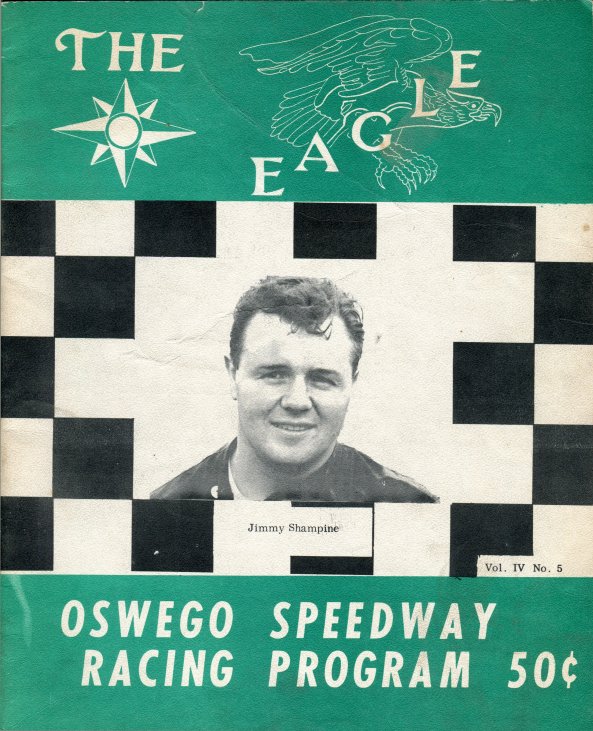 THE
EAGLE
Jimmy Shampine
Vol. IV No. 5
OSWEGO SPEEDWAY
RACING PROGRAM 50¢